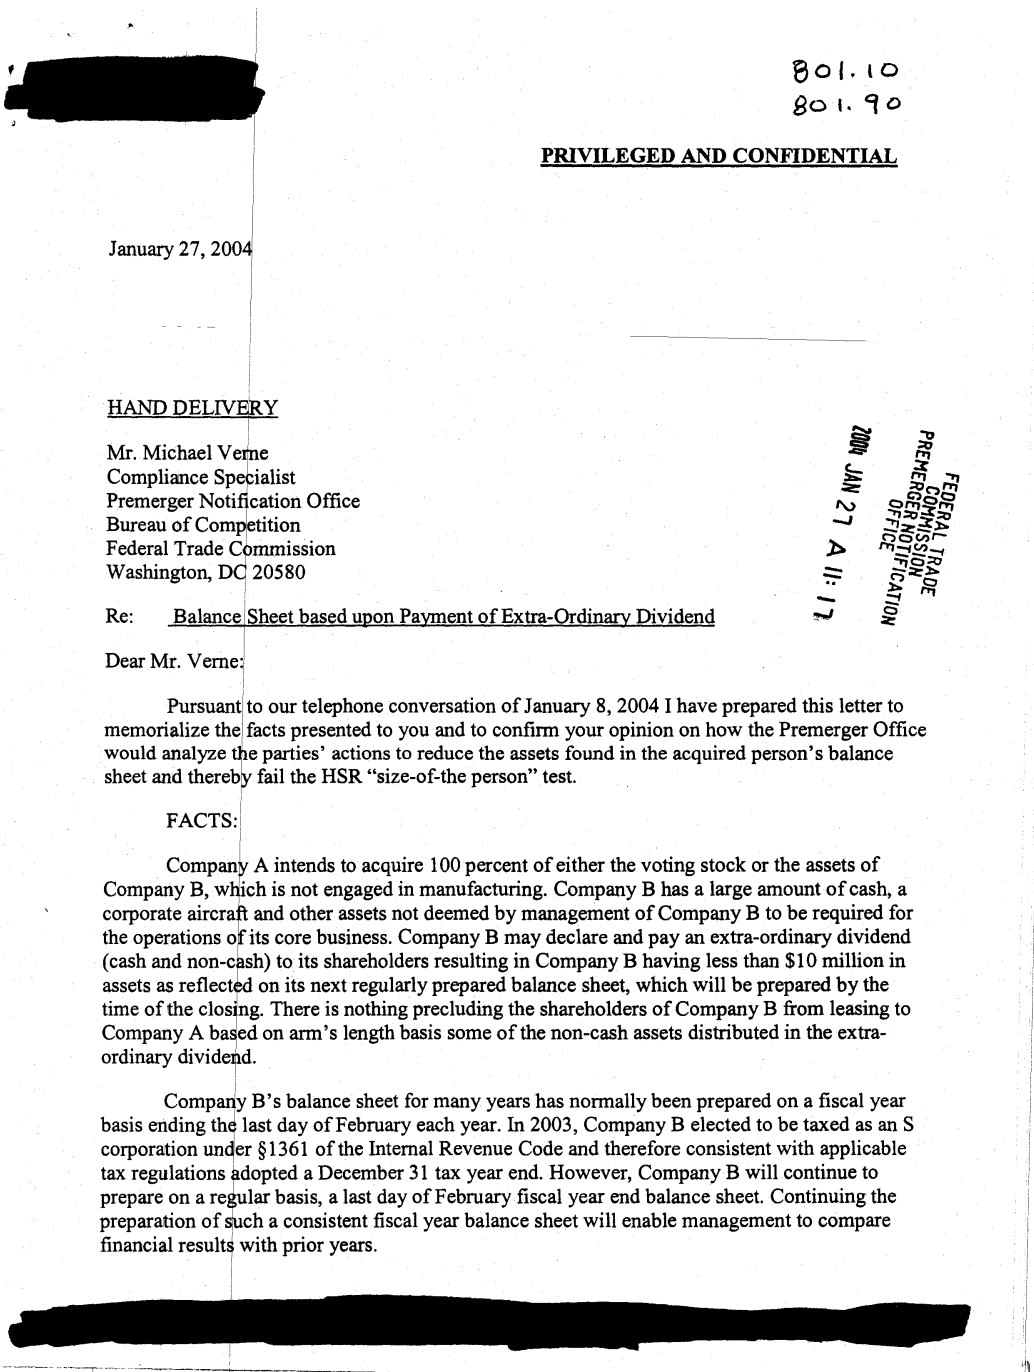 801.10
801.90
PRIVILEGED AND CONFIDENTIAL
January 27, 2004
HAND DELIVERY
Mr. Michael Verne
Compliance Specialist
Premerger Notification Office
Bureau of Competition
Federal Trade Commission
Washington, DC 20580
FEDERAL TRADE
COMMISSION
PREMERGER NOTIFICATION
OFFICE
2004 JAN 27 A 11: 17
Re: Balance Sheet based upon Payment of Extra-Ordinary Dividend
Dear Mr. Verne:
Pursuant to our telephone conversation of January 8, 2004 I have prepared this letter to
memorialize the facts presented to you and to confirm your opinion on how the Premerger Office
would analyze the parties' actions to reduce the assets found in the acquired person's balance
sheet and thereby fail the HSR "size-of-the person" test.
FACTS:
Company A intends to acquire 100 percent of either the voting stock or the assets of
Company B, which is not engaged in manufacturing. Company B has a large amount of cash, a
corporate aircraft and other assets not deemed by management of Company B to be required for
the operations of its core business. Company B may declare and pay an extra-ordinary dividend
(cash and non-cash) to its shareholders resulting in Company B having less than $10 million in
assets as reflected on its next regularly prepared balance sheet, which will be prepared by the
time of the closing. There is nothing precluding the shareholders of Company B from leasing to
Company A based on arm's length basis some of the non-cash assets distributed in the extra-
ordinary dividend.
Company B's balance sheet for many years has normally been prepared on a fiscal year
basis ending the last day of February each year. In 2003, Company B elected to be taxed as an S
corporation under §1361 of the Internal Revenue Code and therefore consistent with applicable
tax regulations adopted a December 31 tax year end. However, Company B will continue to
prepare on a regular basis, a last day of February fiscal year end balance sheet. Continuing the
preparation of such a consistent fiscal year balance sheet will enable management to compare
financial results with prior years.